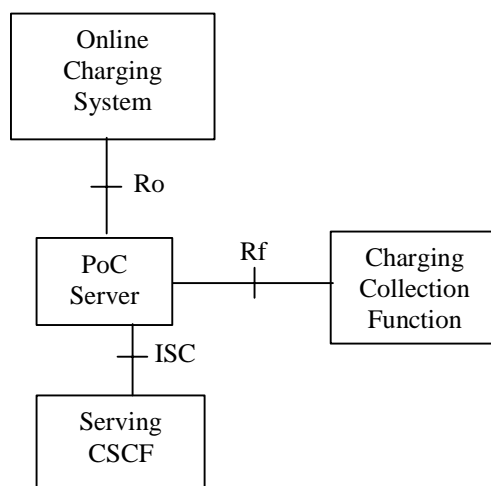 Online
Charging
System
Ro
PoC
Server
Rf
Charging
Collection
Function
ISC
Serving
CSCF